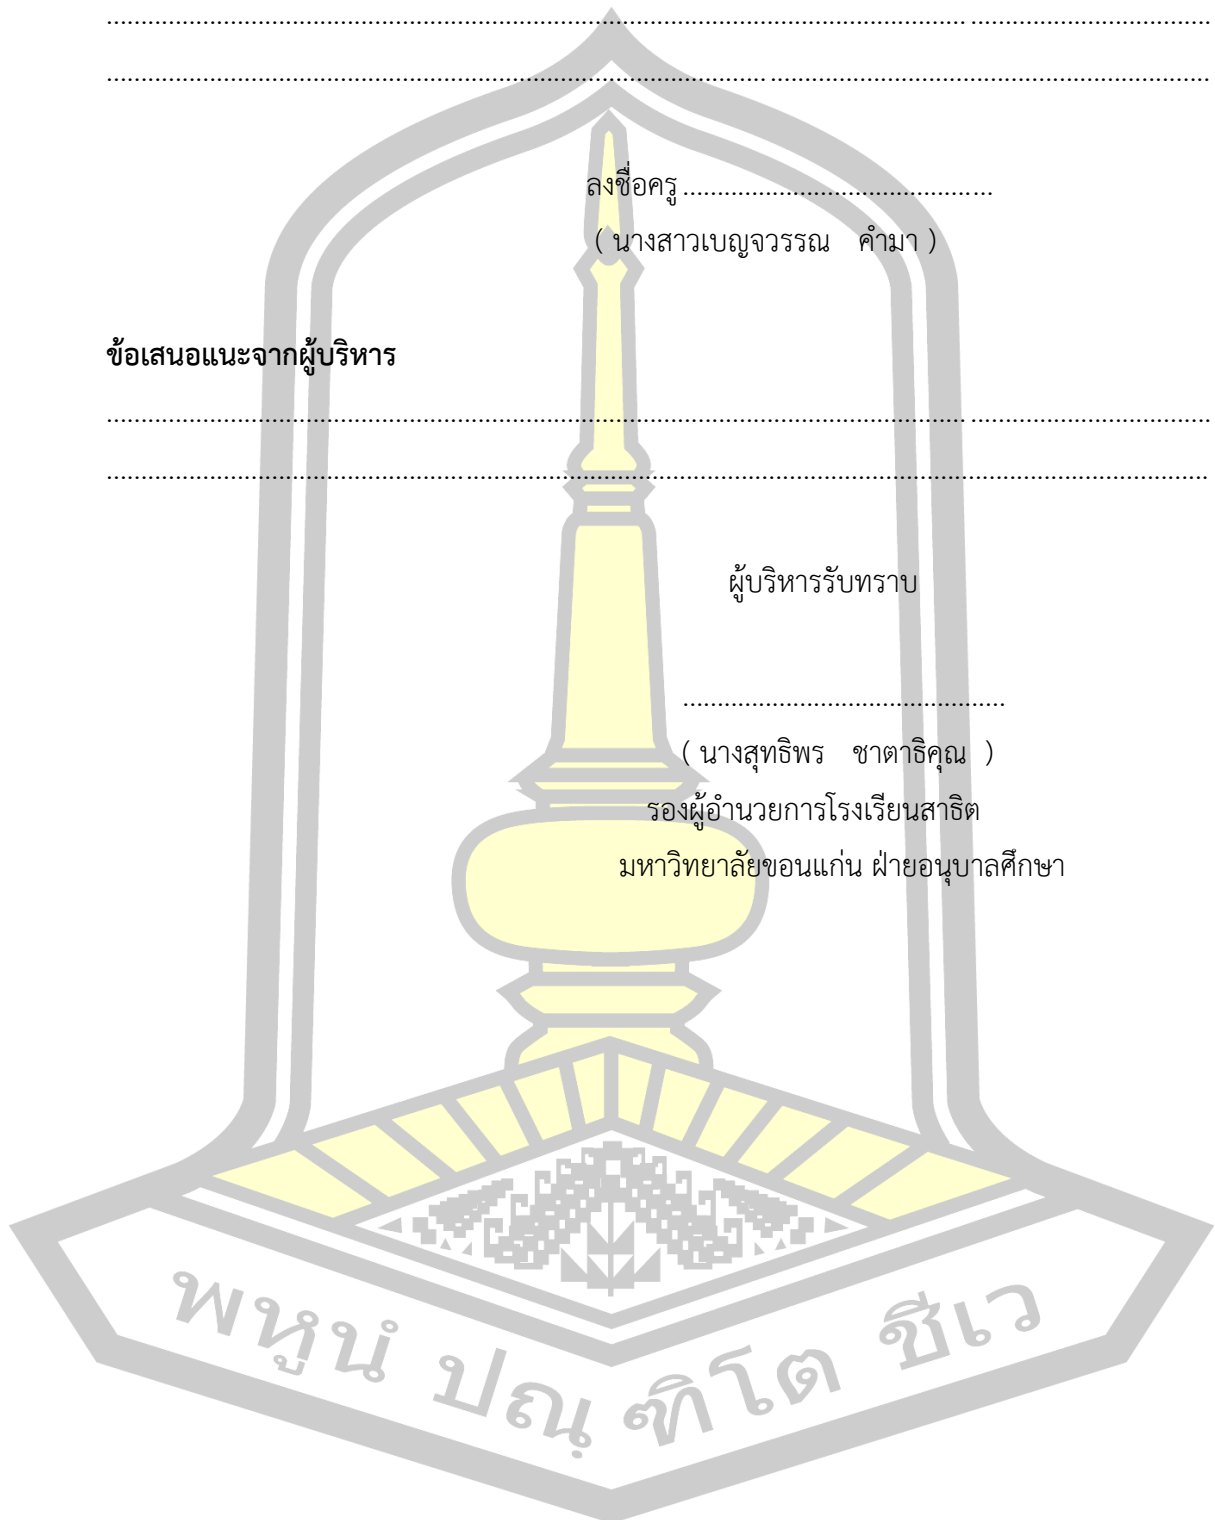 ........................................................................................................................................................................
........................................................................................................................................................................
ลงชื่อครู.............................................
( นางสาวเบญจวรรณ คำมา )
ข้อเสนอแนะจากผู้บริหาร
........................................................................................................................................................................
........................................................................................................................................................................
ผู้บริหารรับทราบ
...............................................
( นางสุทธิพร ชาตาธิคุณ )
รองผู้อำนวยการโรงเรียนสาธิต
มหาวิทยาลัยขอนแก่น ฝ่ายอนุบาลศึกษา
พหูนํ ปณฺฑิโต ชีเว